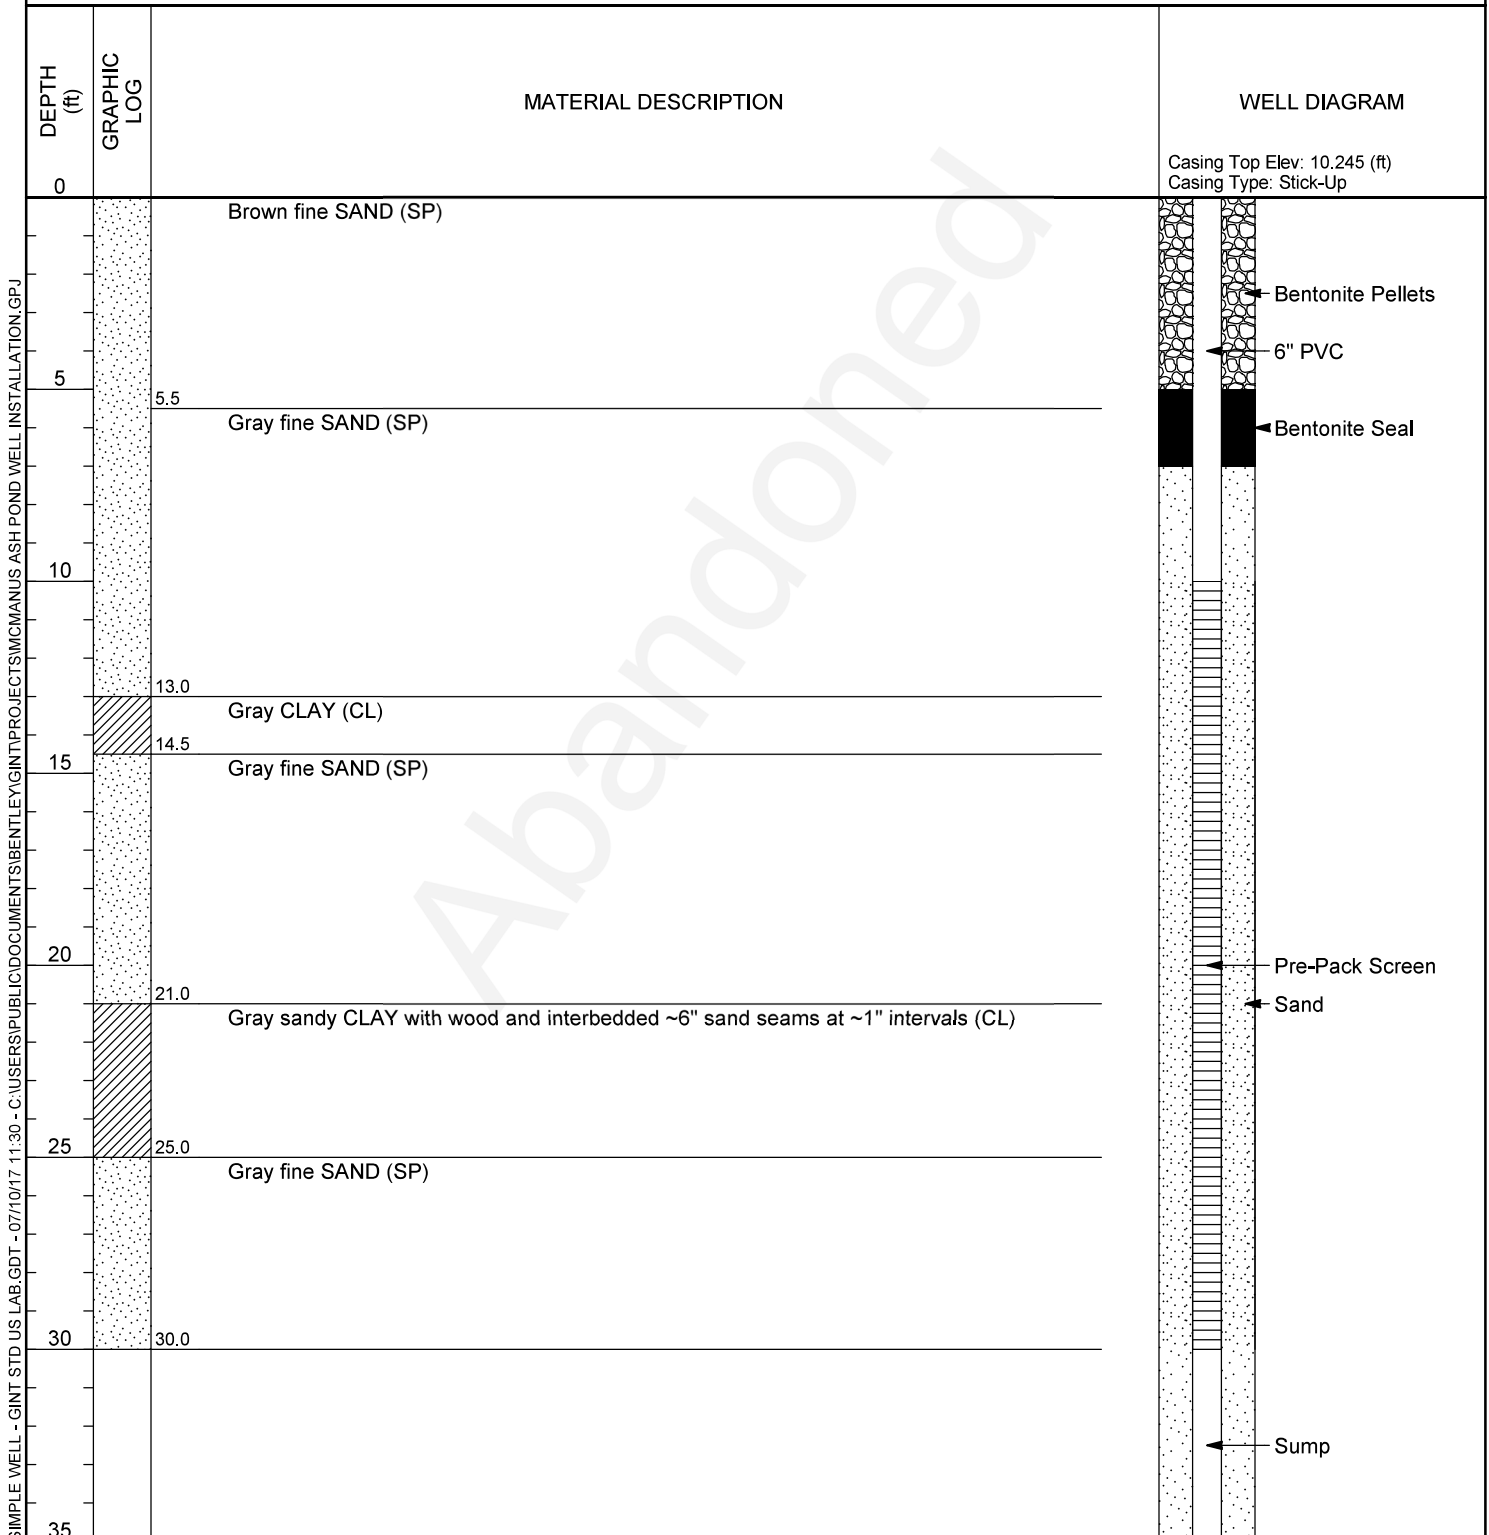 DEPTH
(ft)
GRAPHIC
LOG
MATERIAL DESCRIPTION
WELL DIAGRAM
Casing Top Elev: 10.245 (ft)
Casing Type: Stick-Up
0
Brown fine SAND (SP)
Bentonite Pellets
6" PVC
5
5.5
Gray fine SAND (SP)
Bentonite Seal
10
13.0
Gray CLAY (CL)
14.5
15
Gray fine SAND (SP)
20
Pre-Pack Screen
21.0
Sand
Gray sandy CLAY with wood and interbedded ~6" sand seams at ~1" intervals (CL)
25
25.0
Gray fine SAND (SP)
30
30.0
Sump
35
Abandoned
SIMPLE WELL - GINT STD US LAB.GDT - 07/10/17 11:30 - C:\USERS\PUBLIC\DOCUMENTS\BENTLEY\GINT\PROJECTS\MCMANUS ASH POND WELL INSTALLATION.GPJ